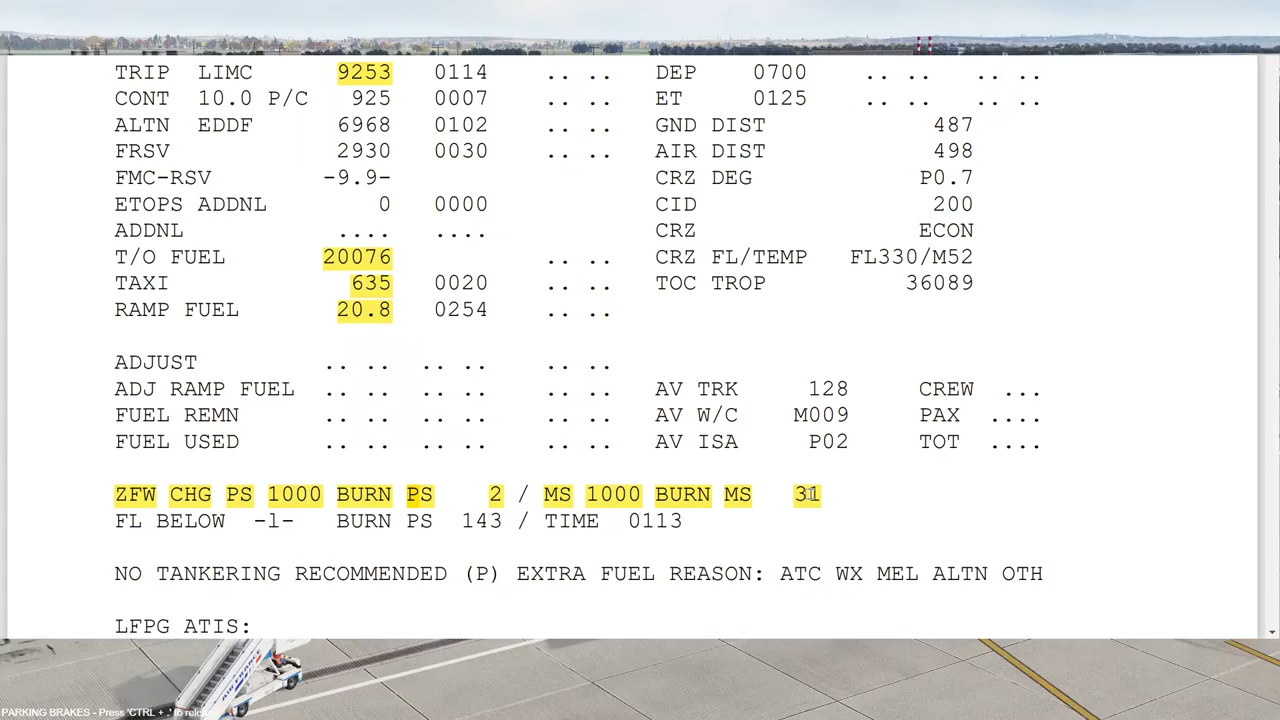 TRIP LIMC 9253 0114 .. .. DEP 0700 .. .. .. ..
CONT 10.0 P/C 925 0007 .. .. ET 0125 .. .. .. ..
ALTN EDDF 6968 0102 .. .. GND DIST 487
FRSV 2930 0030 .. .. AIR DIST 498
FMC-RSV -9.9- CRZ DEG P0.7
ETOPS ADDNL 0 0000 CID 200
ADDNL .... .... CRZ ECON
T/O FUEL 20076 .. .. CRZ FL/TEMP FL330/M52
TAXI 635 0020 .. .. TOC TROP 36089
RAMP FUEL 20.8 0254 .. ..
ADJUST .. .. .. .. .. ..
ADJ RAMP FUEL .. .. .. .. .. .. AV TRK 128 CREW ...
FUEL REMN .. .. .. .. .. .. AV W/C M009 PAX ....
FUEL USED .. .. .. .. .. .. AV ISA P02 TOT ....
ZFW CHG PS 1000 BURN PS 2 / MS 1000 BURN MS 31
FL BELOW -l- BURN PS 143 / TIME 0113
NO TANKERING RECOMMENDED (P) EXTRA FUEL REASON: ATC WX MEL ALTN OTH
LFPG ATIS:
PARKING BRAKES - Press 'CTRL + .' to